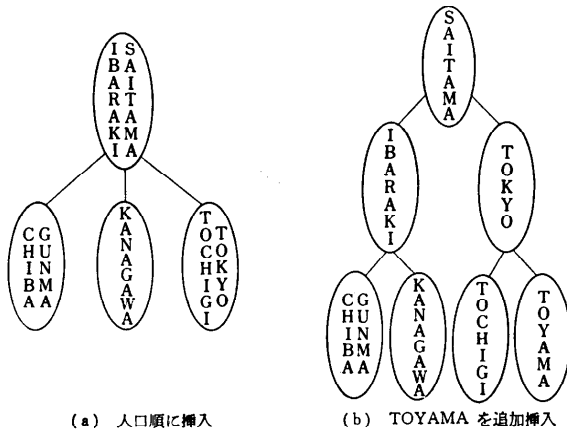 IBARAKI
SAITAMA
CHIBA
GUNMA
KANAGAWA
TOCHIGI
TOKYO
(a) 人口順に挿入
SAITAMA
IBARAKI
TOKYO
CHIBA
GUNMA
KANAGAWA
TOCHIGI
TOYAMA
(b) TOYAMA を追加挿入